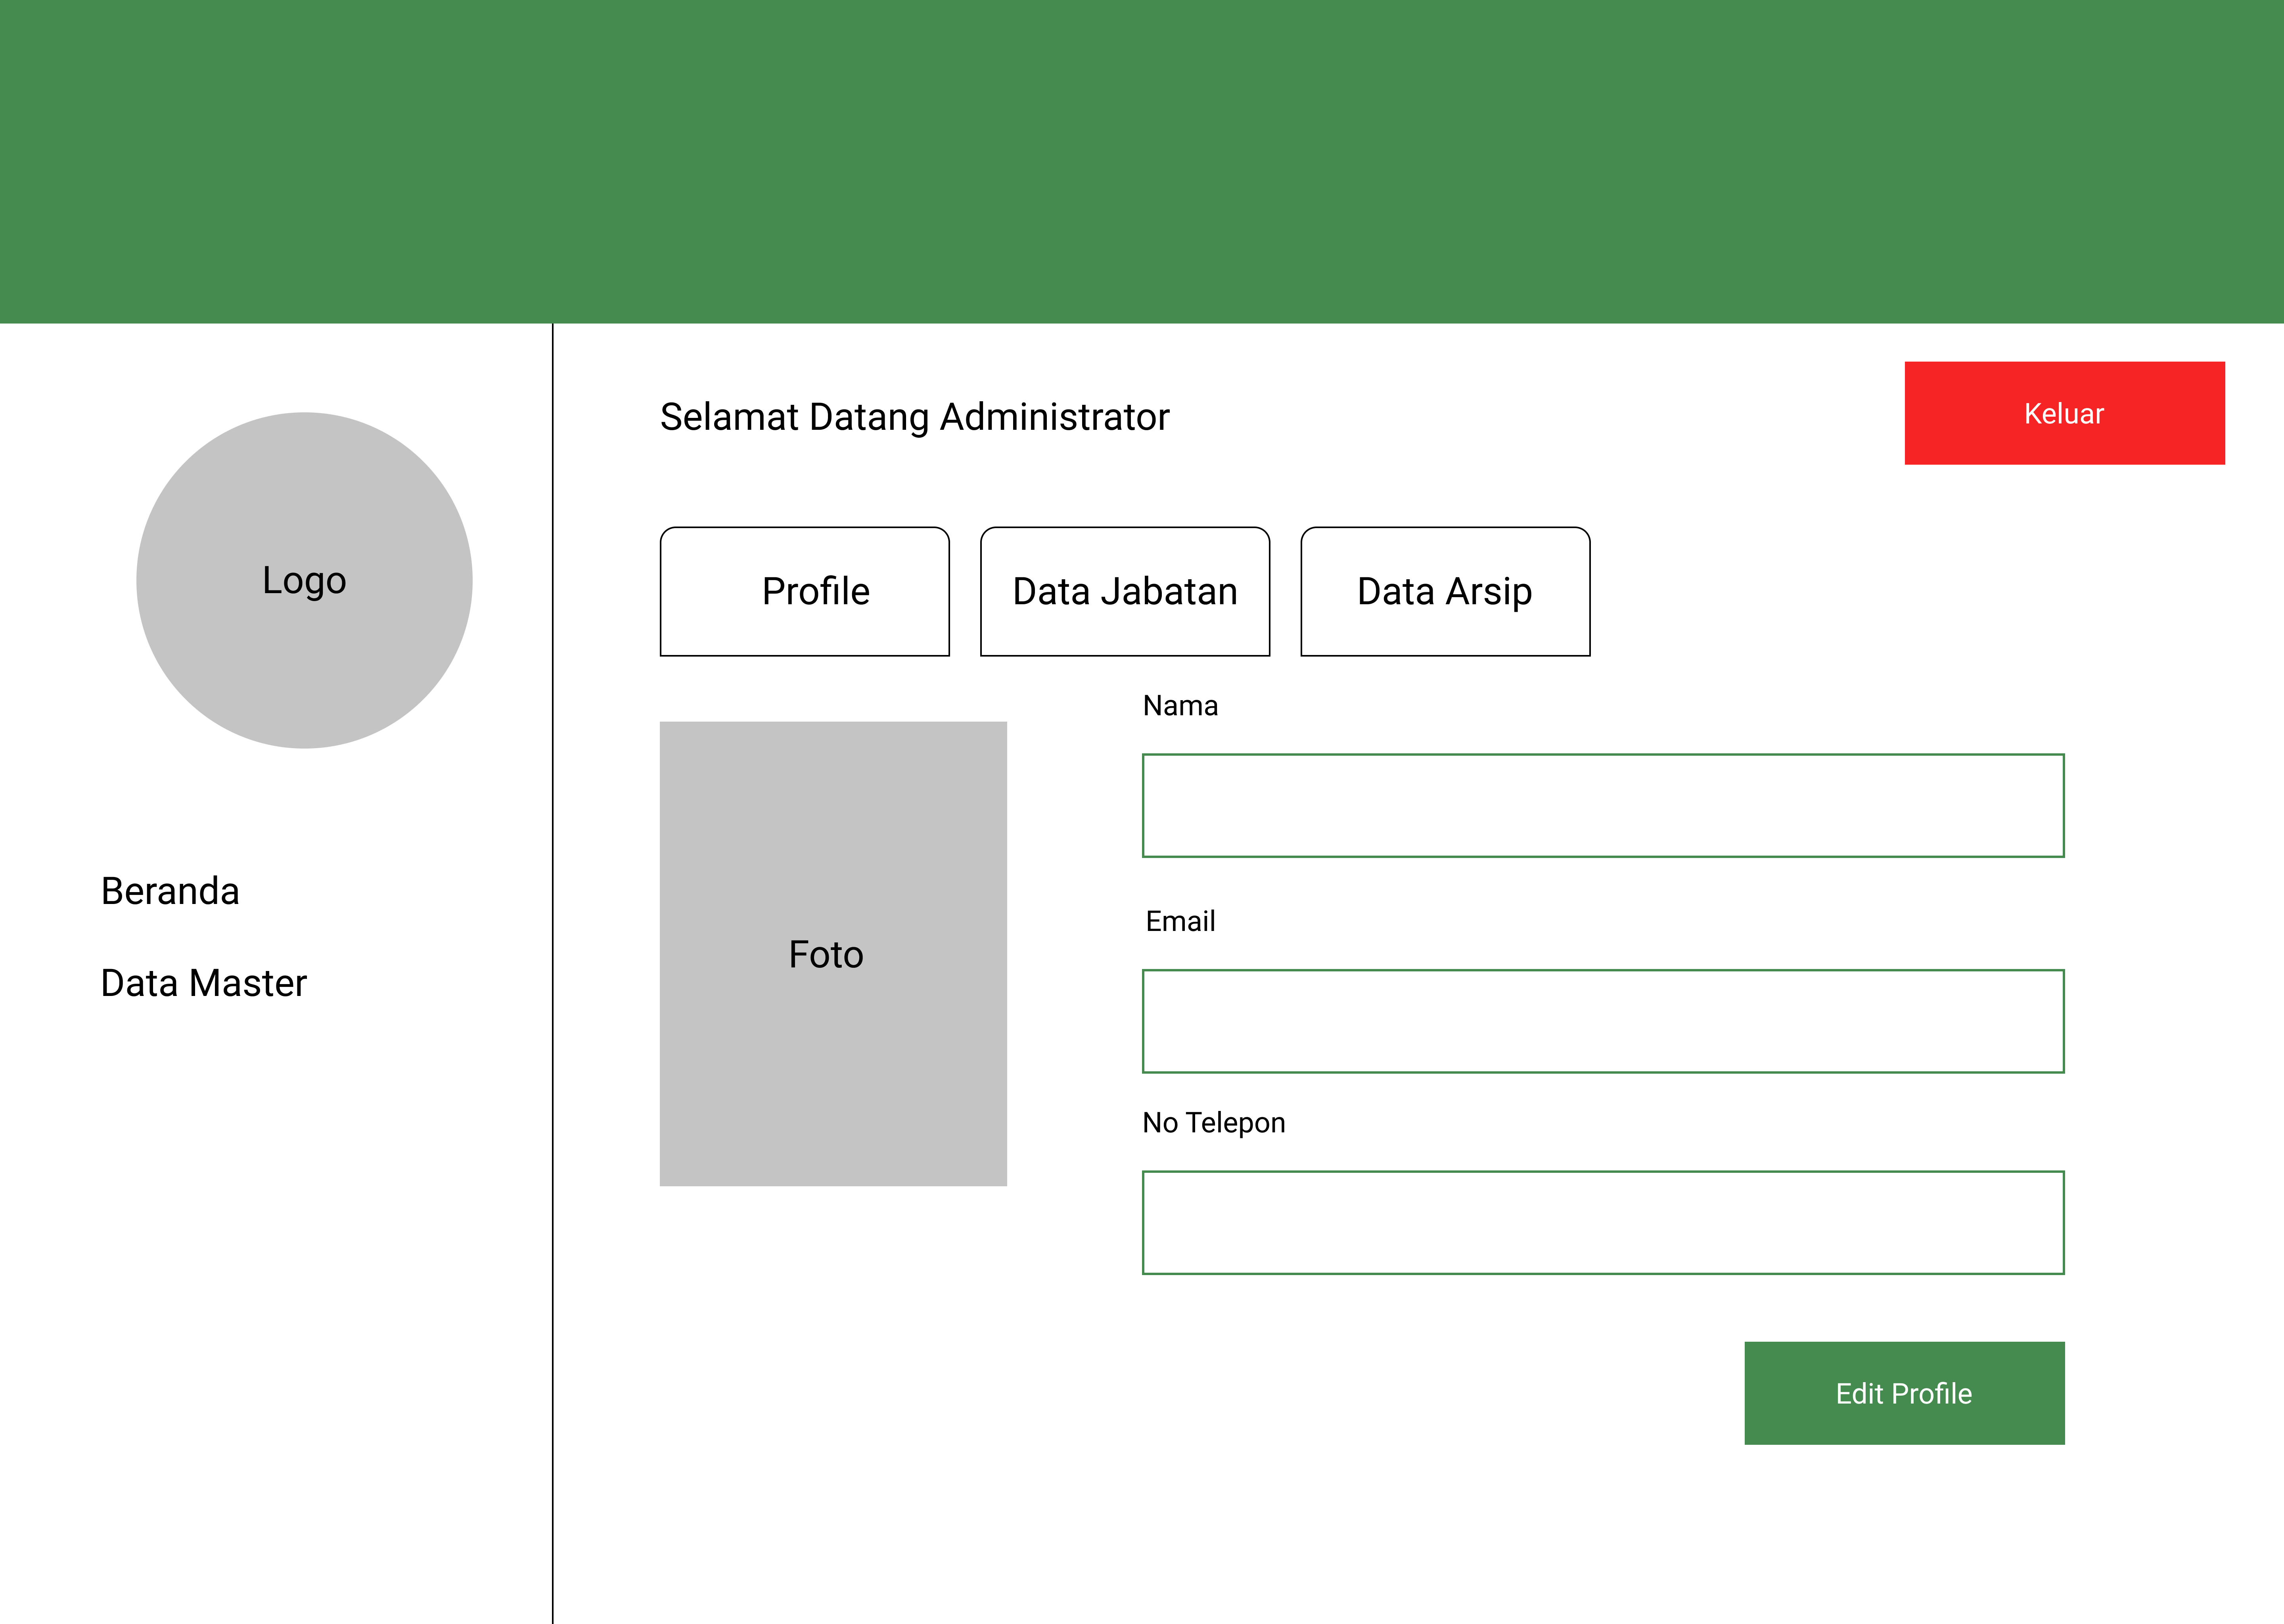 Selamat Datang Administrator
Keluar
Logo
Profile
Data Jabatan
Data Arsip
Nama
Foto
Email
No Telepon
Beranda
Data Master
Edit Profile